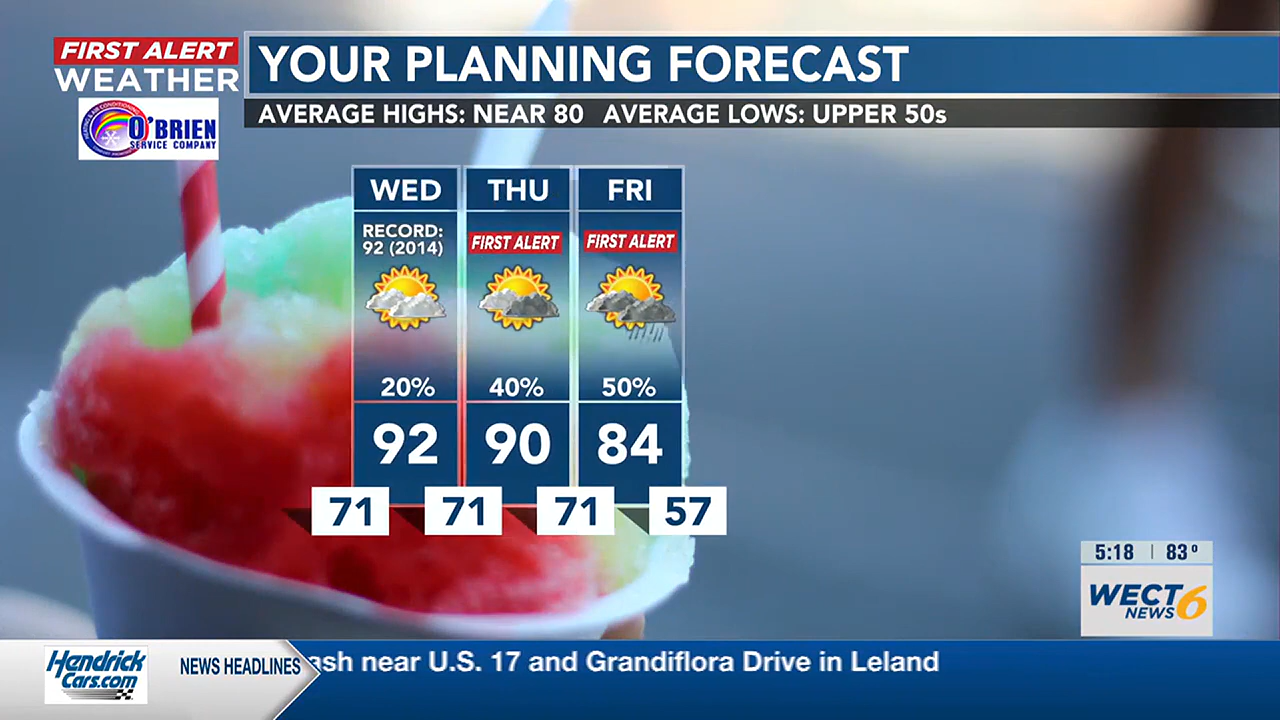 FIRST ALERT
WEATHER
YOUR PLANNING FORECAST
AVERAGE HIGHS: NEAR 80 AVERAGE LOWS: UPPER 50s
O'BRIEN
SERVICE COMPANY
WED
THU
FRI
RECORD:
92 (2014)
FIRST ALERT
FIRST ALERT
20%
40%
50%
92
90
84
71
71
71
57
5:18 | 83°
WECT 6
NEWS
Hendrick
Cars.com
NEWS HEADLINES
near U.S. 17 and Grandiflora Drive in Leland